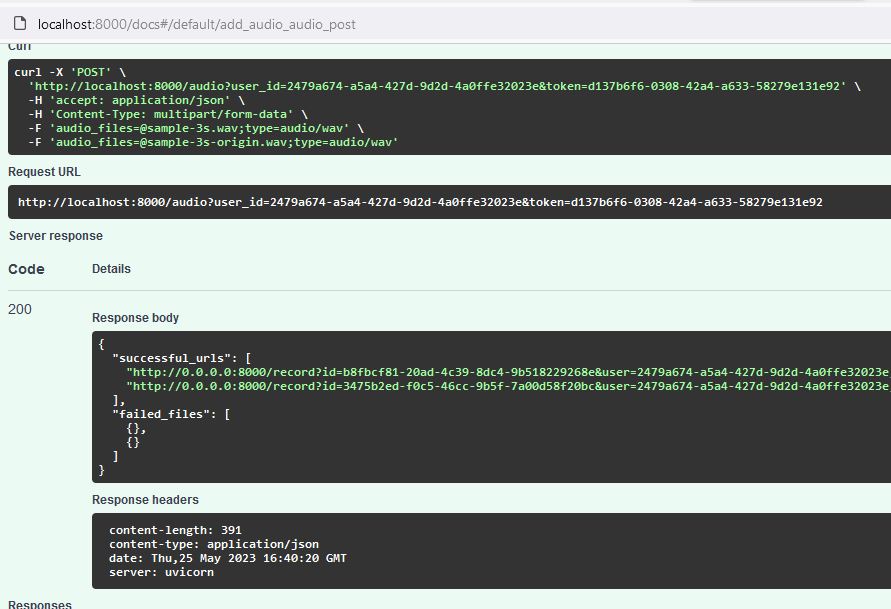 localhost:8000/docs#/default/add_audio_audio_post
Curl
curl -X 'POST' \
'http://localhost:8000/audio?user_id=2479a674-a5a4-427d-9d2d-4a0ffe32023e&token=d137b6f6-0308-42a4-a633-58279e131e92' \
-H 'accept: application/json' \
-H 'Content-Type: multipart/form-data' \
-F 'audio_files=@sample-3s.wav;type=audio/wav' \
-F 'audio_files=@sample-3s-origin.wav;type=audio/wav'
Request URL
http://localhost:8000/audio?user_id=2479a674-a5a4-427d-9d2d-4a0ffe32023e&token=d137b6f6-0308-42a4-a633-58279e131e92
Server response
Code Details
200
Response body
{
"successful_urls": [
"http://0.0.0.0:8000/record?id=b8fbcf81-20ad-4c39-8dc4-9b518229268e&user=2479a674-a5a4-427d-9d2d-4a0ffe32023e
"http://0.0.0.0:8000/record?id=3475b2ed-f0c5-46cc-9b5f-7a00d58f20bc&user=2479a674-a5a4-427d-9d2d-4a0ffe32023e
],
"failed_files": [
{},
{}
]
}
Response headers
content-length: 391
content-type: application/json
date: Thu,25 May 2023 16:40:20 GMT
server: uvicorn
Responses